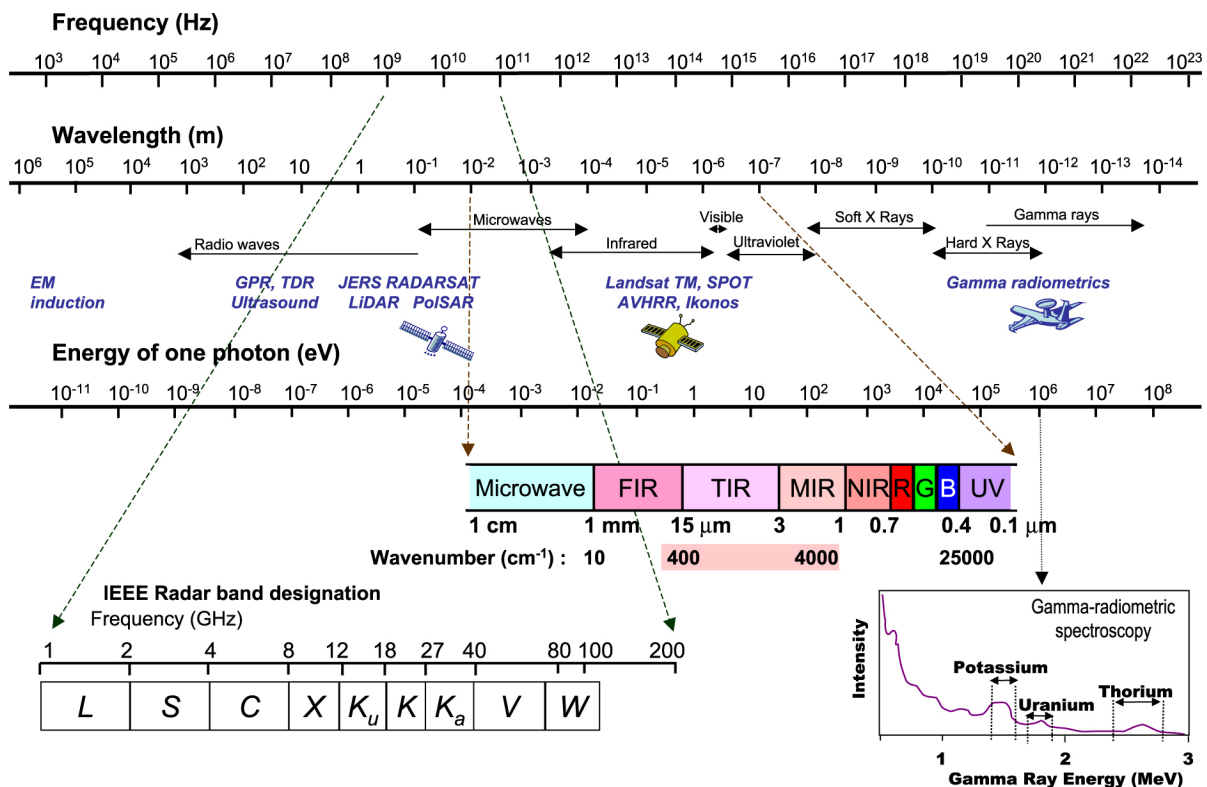 Frequency (Hz)
10³ 10⁴ 10⁵ 10⁶ 10⁷ 10⁸ 10⁹ 10¹⁰ 10¹¹ 10¹² 10¹³ 10¹⁴ 10¹⁵ 10¹⁶ 10¹⁷ 10¹⁸ 10¹⁹ 10²⁰ 10²¹ 10²² 10²³
Wavelength (m)
10⁶ 10⁵ 10⁴ 10³ 10² 10 1 10⁻¹ 10⁻² 10⁻³ 10⁻⁴ 10⁻⁵ 10⁻⁶ 10⁻⁷ 10⁻⁸ 10⁻⁹ 10⁻¹⁰ 10⁻¹¹ 10⁻¹² 10⁻¹³ 10⁻¹⁴
Microwaves Visible Soft X Rays Gamma rays
Radio waves Infrared Ultraviolet Hard X Rays
EM GPR, TDR JERS RADARSAT Landsat TM, SPOT Gamma radiometrics
induction Ultrasound LiDAR PolSAR AVHRR, Ikonos
Energy of one photon (eV)
10⁻¹¹ 10⁻¹⁰ 10⁻⁹ 10⁻⁸ 10⁻⁷ 10⁻⁶ 10⁻⁵ 10⁻⁴ 10⁻³ 10⁻² 10⁻¹ 1 10 10² 10³ 10⁴ 10⁵ 10⁶ 10⁷ 10⁸
Microwave FIR TIR MIR NIR R G B UV
1 cm 1 mm 15 μm 3 1 0.7 0.4 0.1 μm
Wavenumber (cm⁻¹) : 10 400 4000 25000
IEEE Radar band designation
Frequency (GHz)
1 2 4 8 12 18 27 40 80 100 200
L S C X Kᵤ K Kₐ V W
Gamma-radiometric
spectroscopy
Intensity
Potassium
Uranium
Thorium
1 2 3
Gamma Ray Energy (MeV)